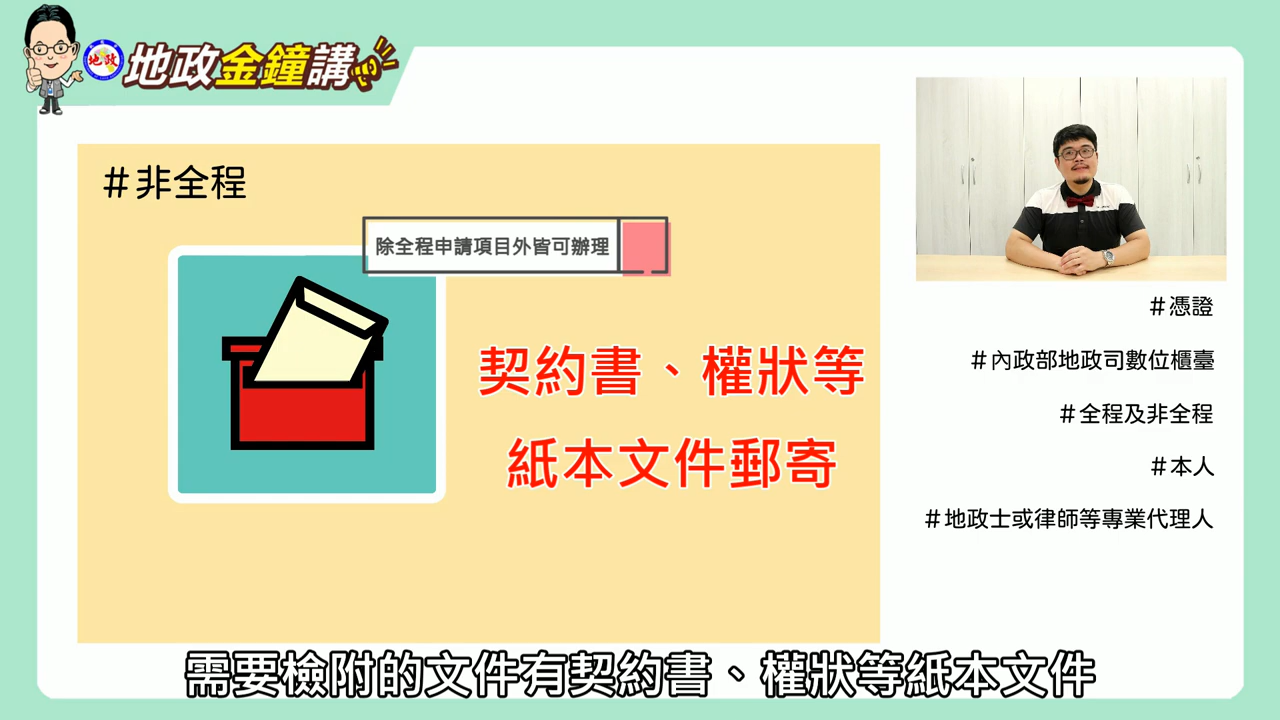 地政
地政金鐘講
#非全程
除全程申請項目外皆可辦理
契約書、權狀等
紙本文件郵寄
#憑證
#內政部地政司數位櫃臺
#全程及非全程
#本人
#地政士或律師等專業代理人
需要檢附的文件有契約書、權狀等紙本文件